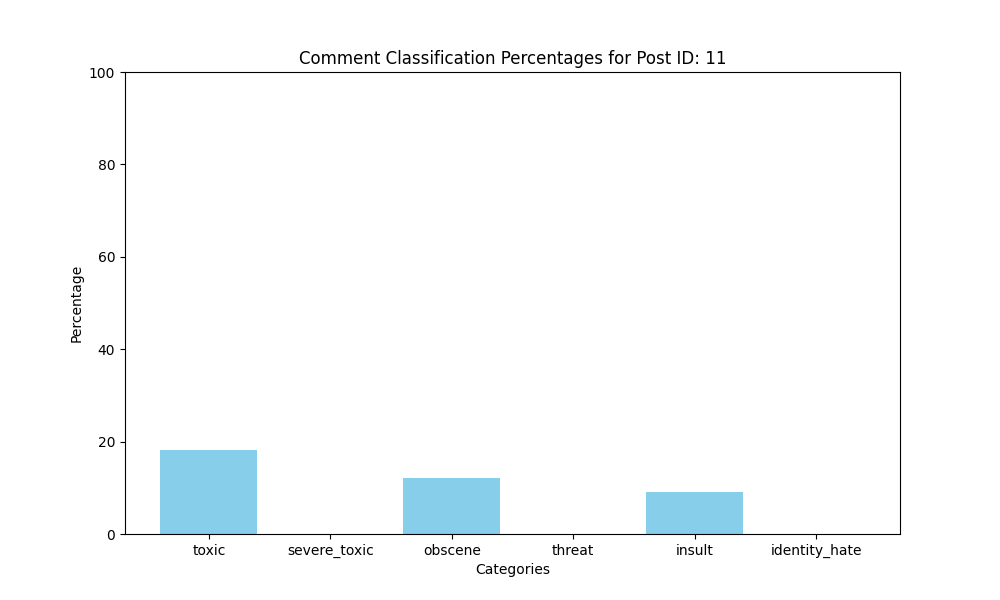 Comment Classification Percentages for Post ID: 11
100
80
60
40
20
0
Percentage
toxic severe_toxic obscene threat insult identity_hate
Categories